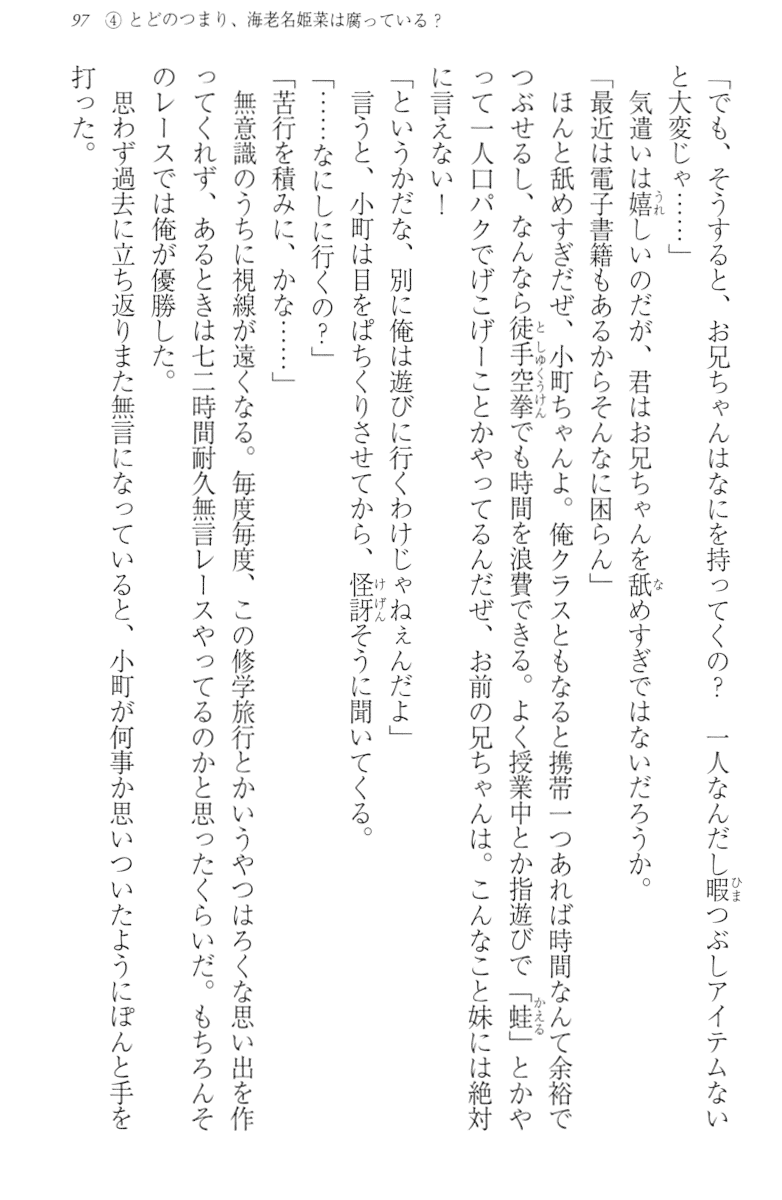 97 ④ とどのつまり、海老名姫菜は腐っている?
「でも、そうすると、お兄ちゃんはなにを持ってくの? 一人なんだし暇つぶしアイテムない
と大変じゃ……」
気遣いは嬉しいのだが、君はお兄ちゃんを舐めすぎではないだろうか。
「最近は電子書籍もあるからそんなに困らん」
ほんと舐めすぎだぜ、小町ちゃんよ。俺クラスともなると携帯一つあれば時間なんて余裕で
つぶせるし、なんなら徒手空拳でも時間を浪費できる。よく授業中とか指遊びで「蛙」とかや
って一人口パクでげこげーことかやってるんだぜ、お前の兄ちゃんは。こんなこと妹には絶対
に言えない!
「というかだな、別に俺は遊びに行くわけじゃねぇんだよ」
言うと、小町は目をぱちくりさせてから、怪訝そうに聞いてくる。
「……なにしに行くの?」
「苦行を積みに、かな……」
無意識のうちに視線が遠くなる。毎度毎度、この修学旅行とかいうやつはろくな思い出を作
ってくれず、あるときは七二時間耐久無言レースやってるのかと思ったくらいだ。もちろんそ
のレースでは俺が優勝した。
思わず過去に立ち返りまた無言になっていると、小町が何事か思いついたようにぽんと手を
打った。